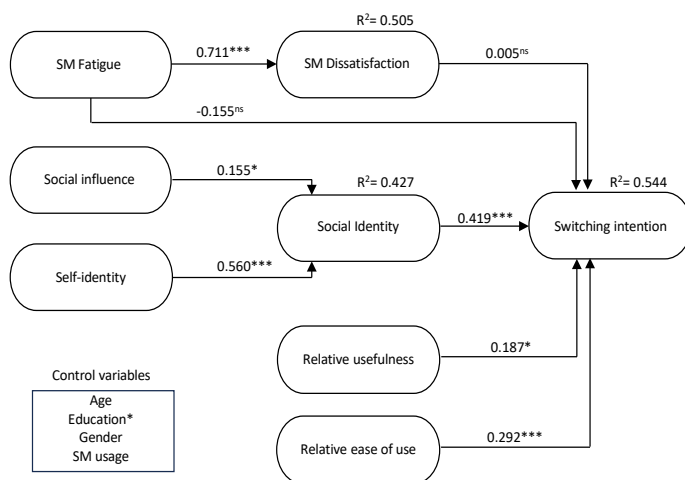 R²= 0.505
SM Fatigue
0.711***
SM Dissatisfaction
0.005ⁿˢ
-0.155ⁿˢ
Social influence
0.155*
R²= 0.427
R²= 0.544
Social Identity
0.419***
Switching intention
Self-identity
0.560***
Relative usefulness
0.187*
Control variables
Age
Education*
Gender
SM usage
Relative ease of use
0.292***